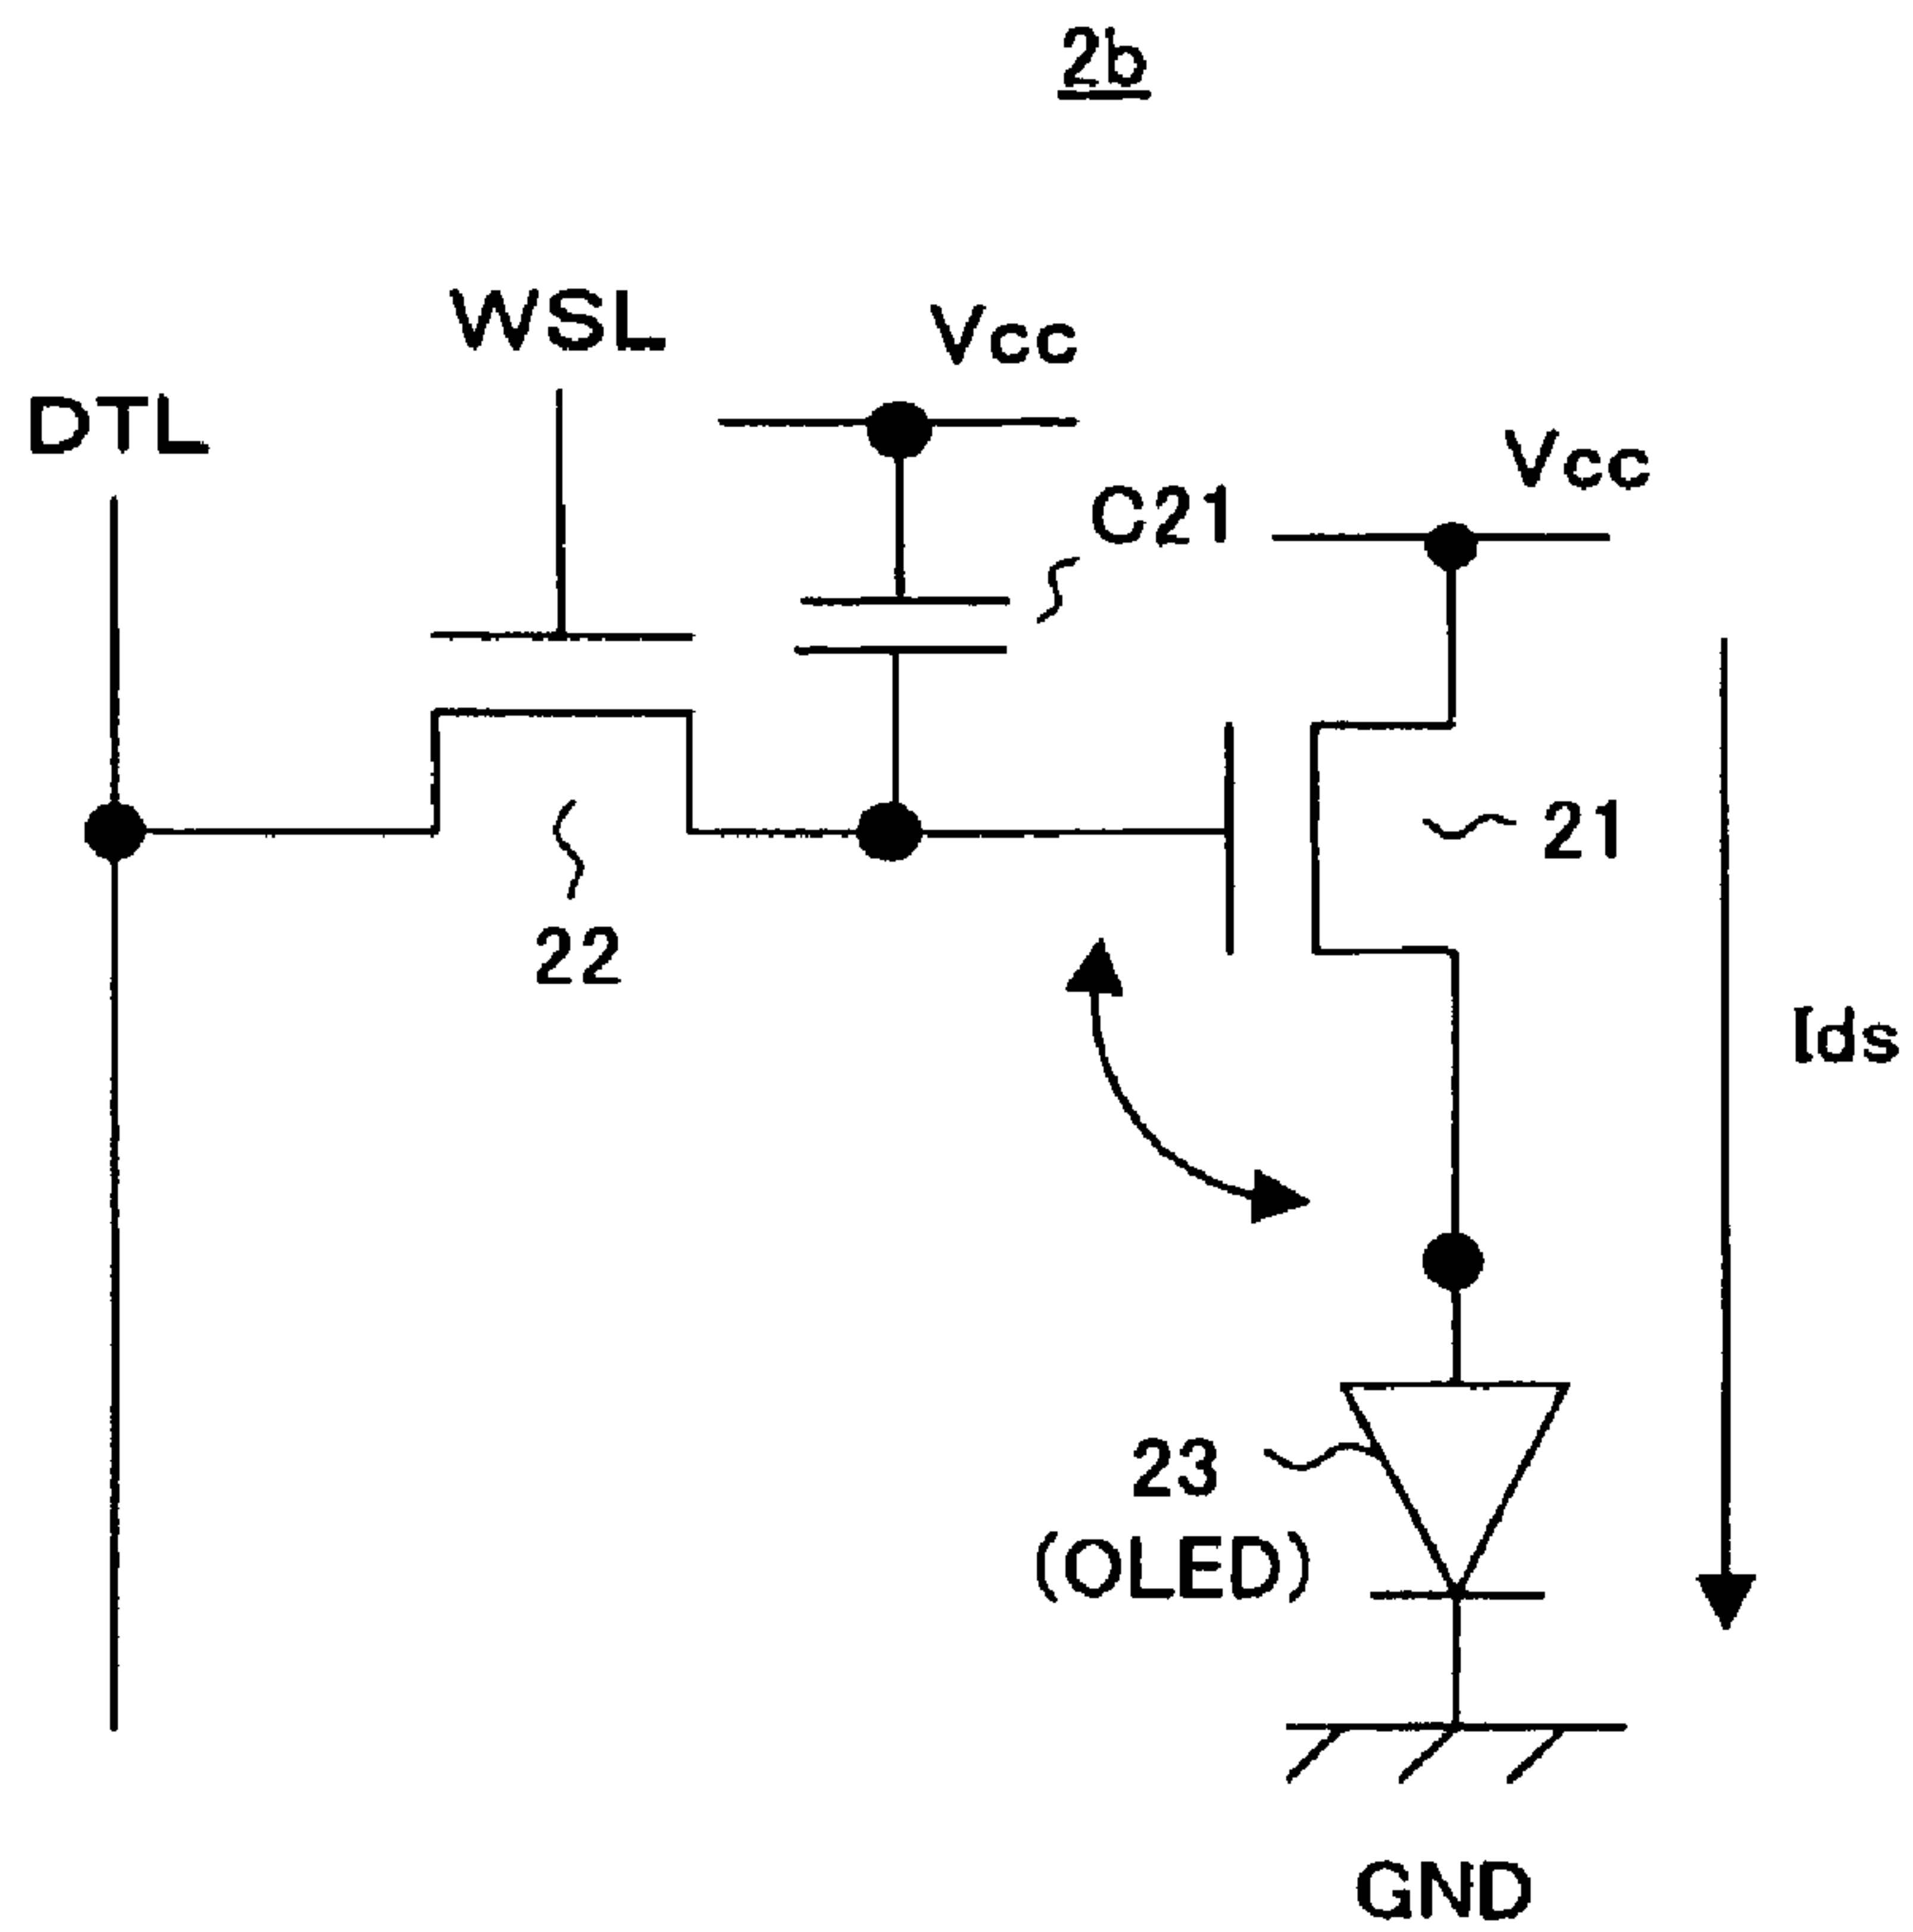 2b
WSL
Vcc
DTL
Vcc
C21
21
22
Ids
23
(OLED)
GND